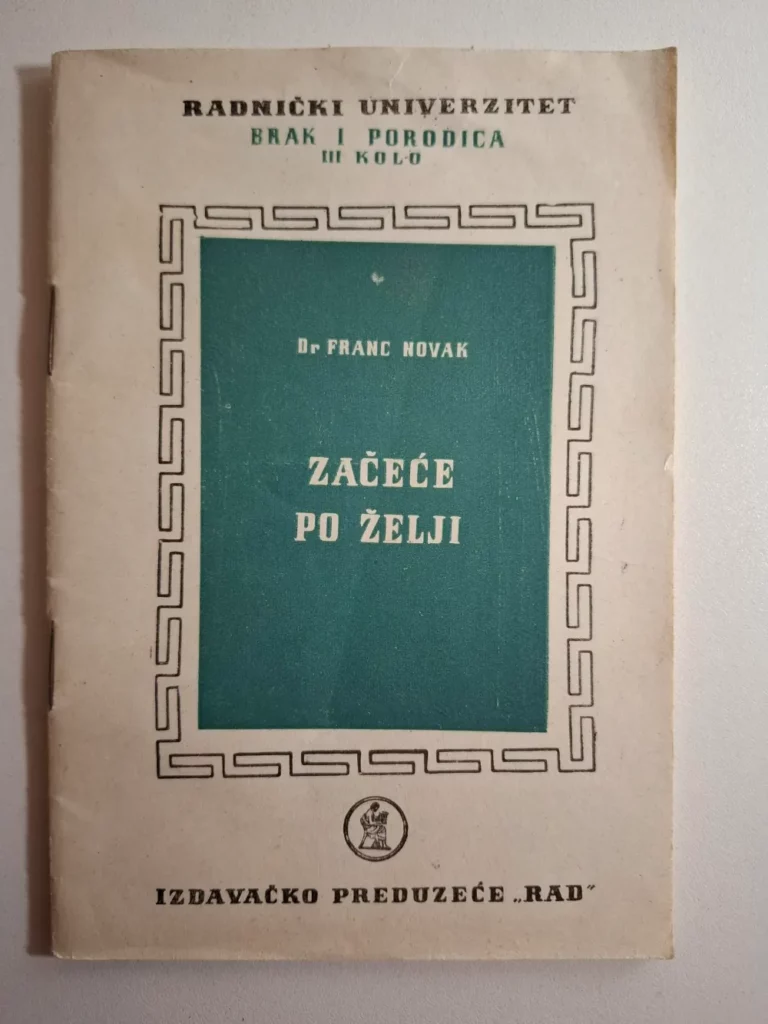 RADNIČKI UNIVERZITET
BRAK I PORODICA
III KOLO
Dr FRANC NOVAK
ZAČEĆE
PO ŽELJI
IZDAVAČKO PREDUZEĆE „RAD”